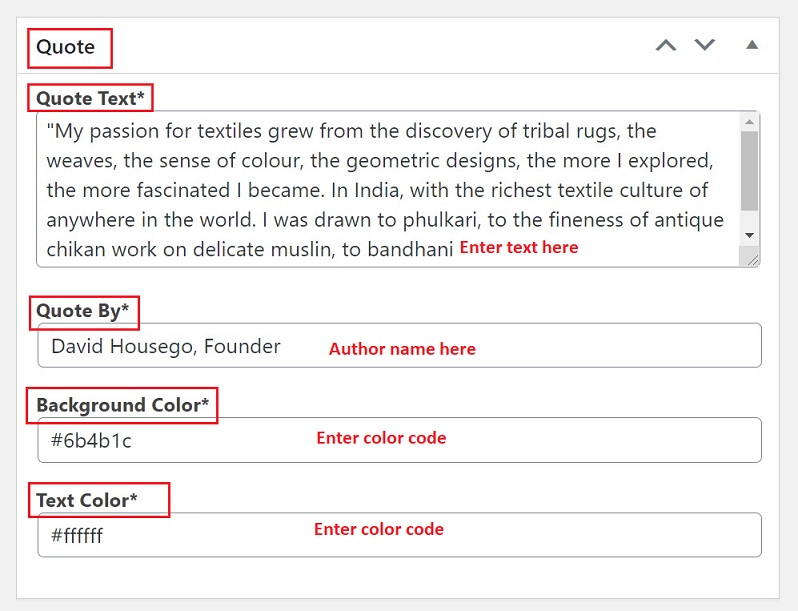 Quote
Quote Text*
"My passion for textiles grew from the discovery of tribal rugs, the
weaves, the sense of colour, the geometric designs, the more I explored,
the more fascinated I became. In India, with the richest textile culture of
anywhere in the world. I was drawn to phulkari, to the fineness of antique
chikan work on delicate muslin, to bandhani Enter text here
Quote By*
David Housego, Founder Author name here
Background Color*
#6b4b1c Enter color code
Text Color*
#ffffff Enter color code